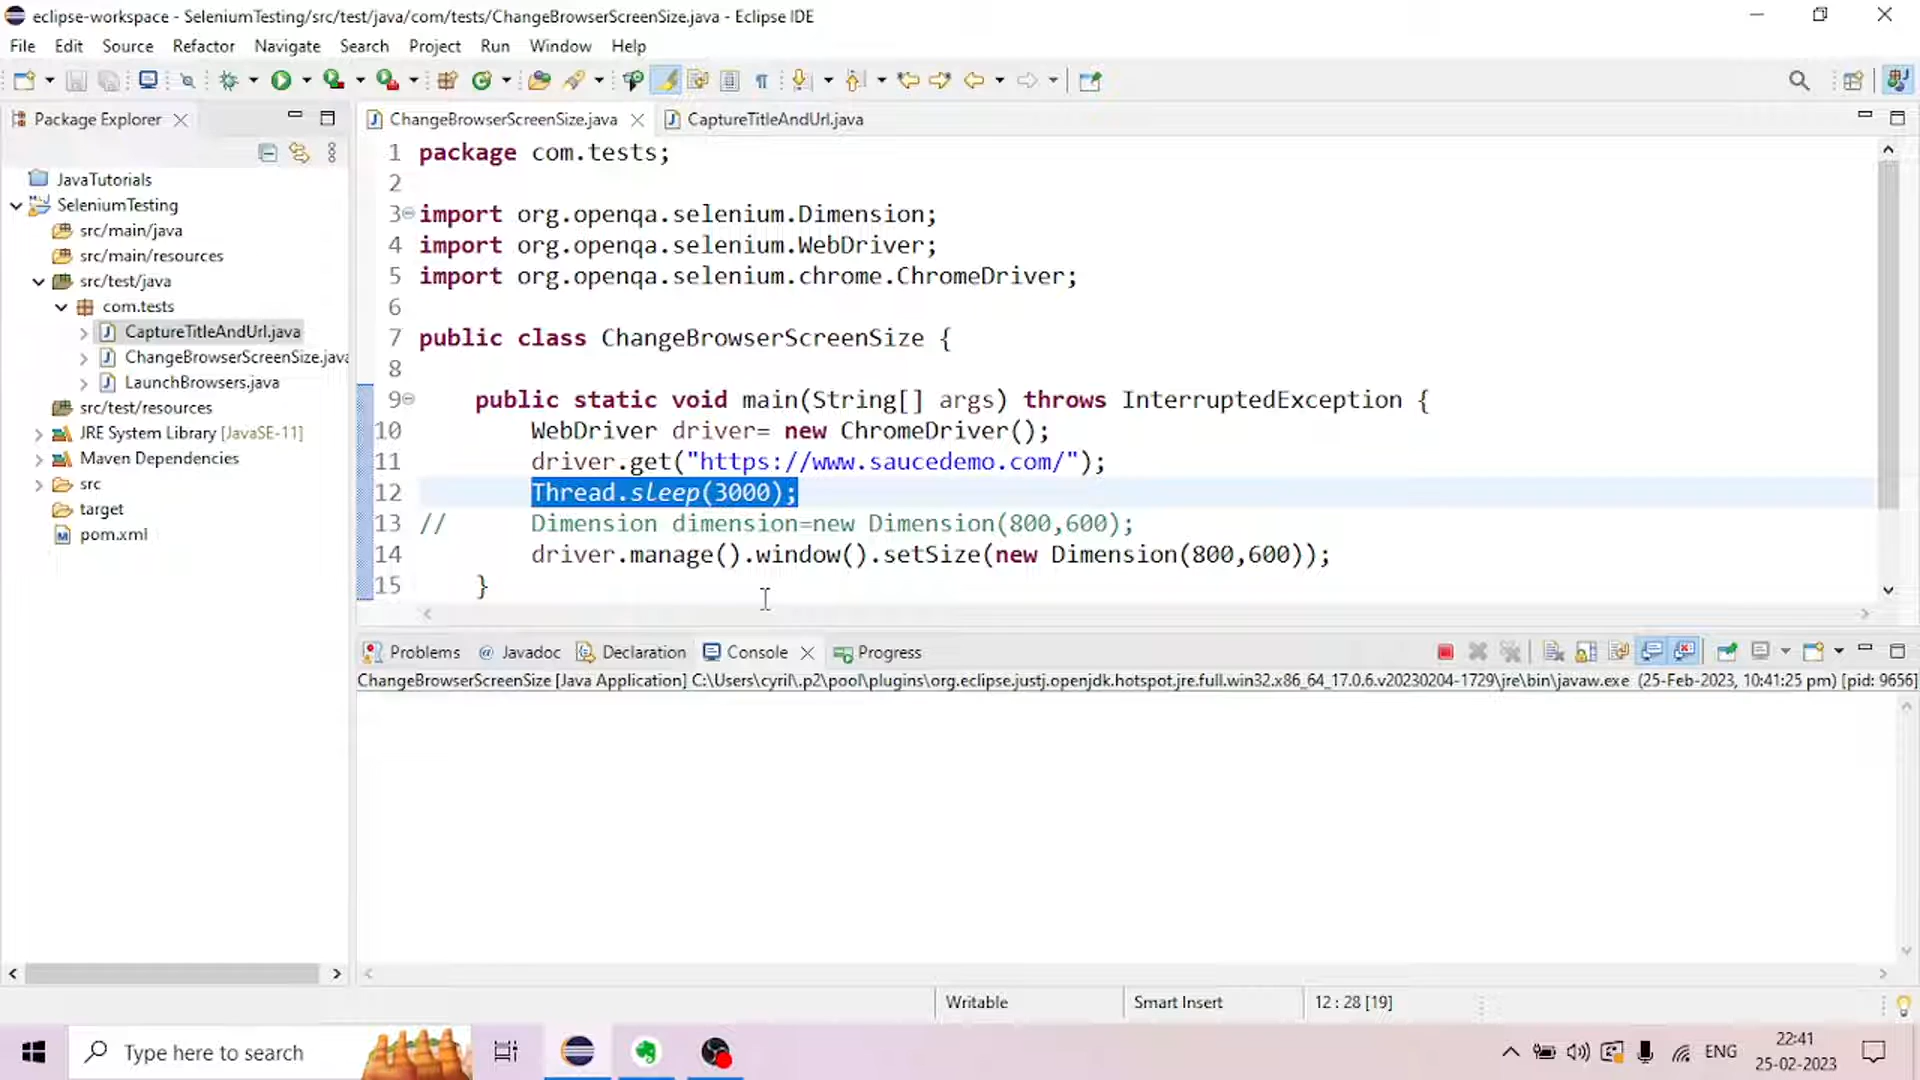 eclipse-workspace - SeleniumTesting/src/test/java/com/tests/ChangeBrowserScreenSize.java - Eclipse IDE
File Edit Source Refactor Navigate Search Project Run Window Help
Package Explorer
ChangeBrowserScreenSize.java CaptureTitleAndUrl.java
JavaTutorials
SeleniumTesting
src/main/java
src/main/resources
src/test/java
com.tests
CaptureTitleAndUrl.java
ChangeBrowserScreenSize.java
LaunchBrowsers.java
src/test/resources
JRE System Library [JavaSE-11]
Maven Dependencies
src
target
pom.xml
1 package com.tests;
2
3 import org.openqa.selenium.Dimension;
4 import org.openqa.selenium.WebDriver;
5 import org.openqa.selenium.chrome.ChromeDriver;
6
7 public class ChangeBrowserScreenSize {
8
9 public static void main(String[] args) throws InterruptedException {
10 WebDriver driver= new ChromeDriver();
11 driver.get("https://www.saucedemo.com/");
12 Thread.sleep(3000);
13 // Dimension dimension=new Dimension(800,600);
14 driver.manage().window().setSize(new Dimension(800,600));
15 }
Problems @ Javadoc Declaration Console Progress
ChangeBrowserScreenSize [Java Application] C:\Users\cyril\.p2\pool\plugins\org.eclipse.justj.openjdk.hotspot.jre.full.win32.x86_64_17.0.6.v20230204-1729\jre\bin\javaw.exe (25-Feb-2023, 10:41:25 pm) [pid: 9656]
Writable Smart Insert 12 : 28 [19]
Type here to search
ENG
22:41
25-02-2023